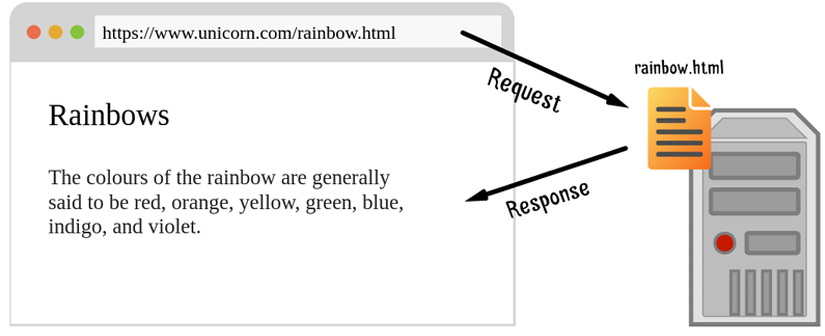 https://www.unicorn.com/rainbow.html
rainbow.html
Request
Rainbows
Response
The colours of the rainbow are generally
said to be red, orange, yellow, green, blue,
indigo, and violet.